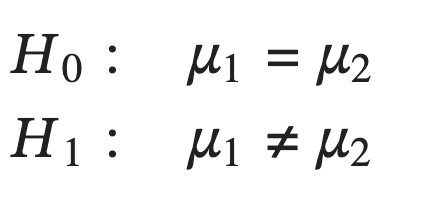 H₀ : μ₁ = μ₂
H₁ : μ₁ ≠ μ₂